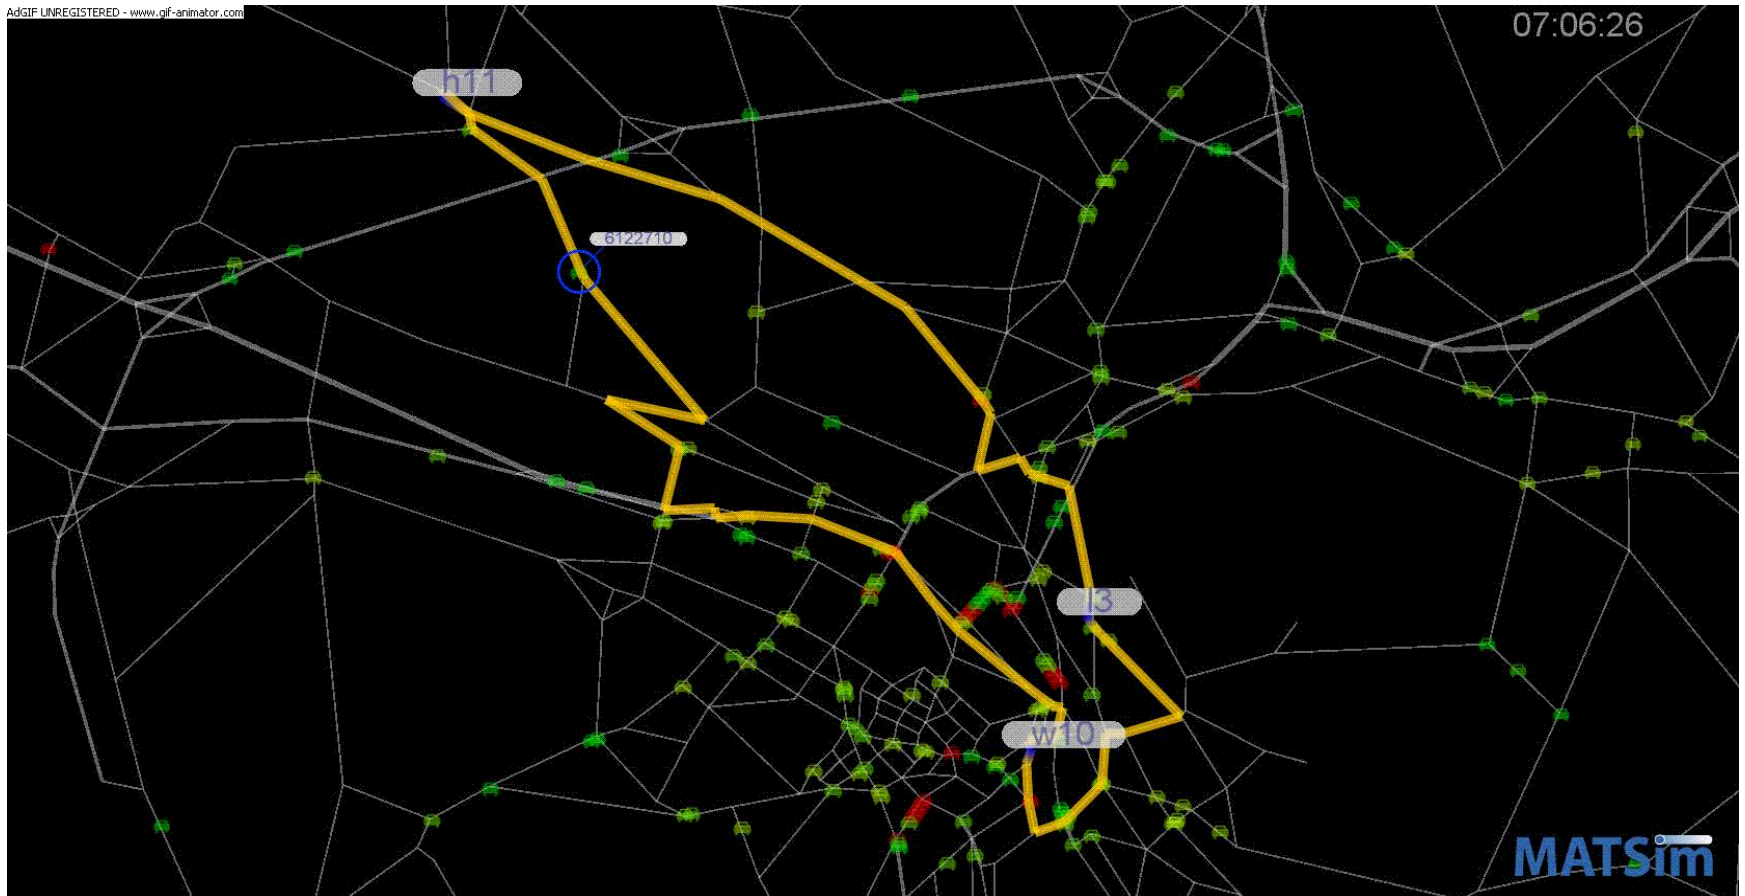 AdGIF UNREGISTERED - www.gif-animator.com
07:06:26
h11
6122710
l3
w10
MATSim